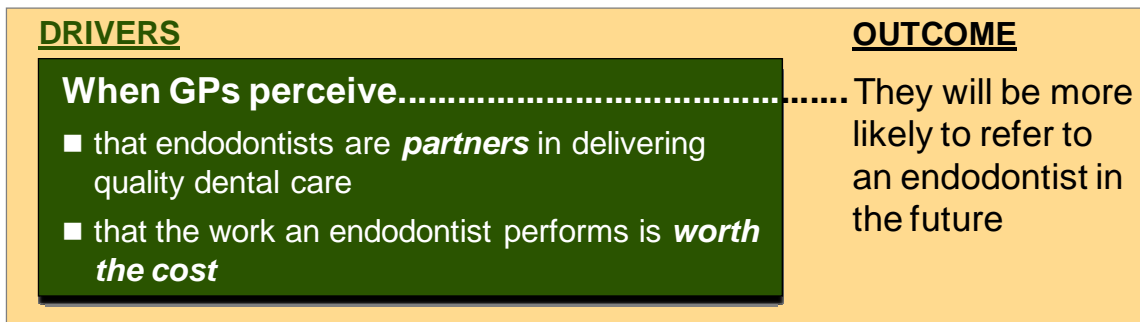 DRIVERS
When GPs perceive................................................
■ that endodontists are partners in delivering
quality dental care
■ that the work an endodontist performs is worth
the cost
OUTCOME
They will be more
likely to refer to
an endodontist in
the future